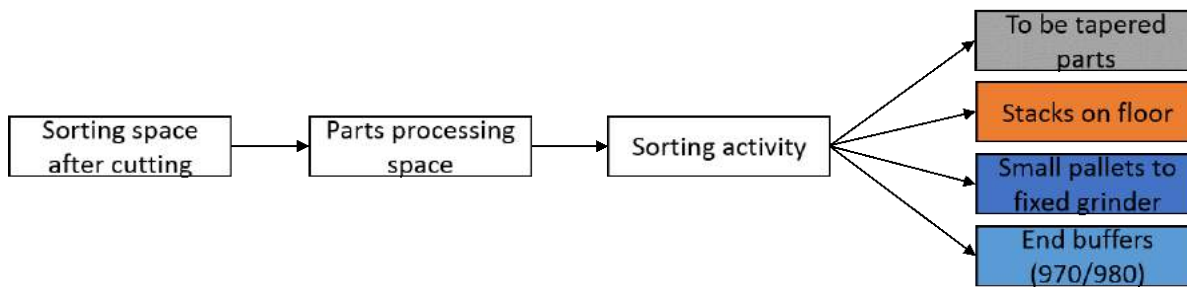 Sorting space
after cutting
Parts processing
space
Sorting activity
To be tapered
parts
Stacks on floor
Small pallets to
fixed grinder
End buffers
(970/980)